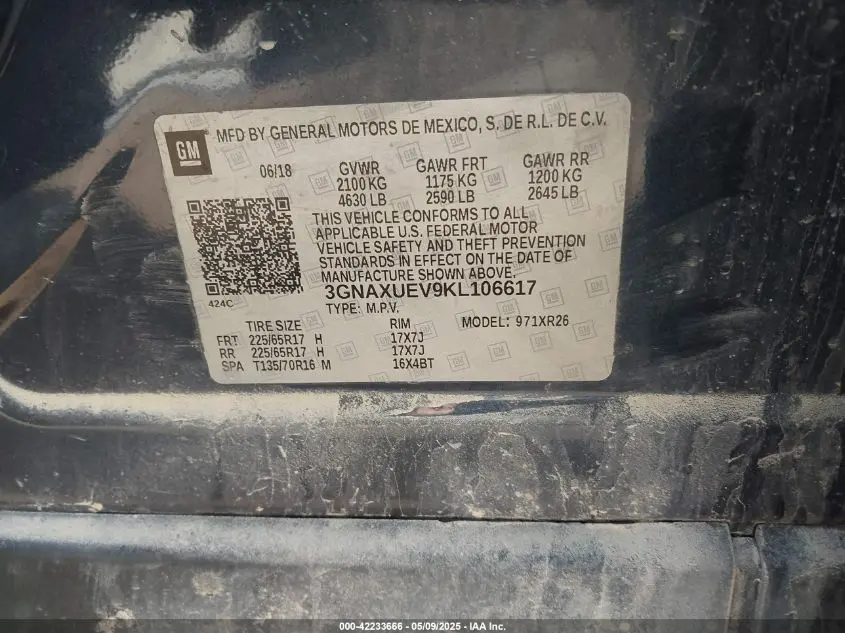 GM
MFD BY GENERAL MOTORS DE MEXICO, S. DE R.L. DE C.V.
06/18 GVWR GAWR FRT GAWR RR
2100 KG 1175 KG 1200 KG
4630 LB 2590 LB 2645 LB
THIS VEHICLE CONFORMS TO ALL
APPLICABLE U.S. FEDERAL MOTOR
VEHICLE SAFETY AND THEFT PREVENTION
STANDARDS IN EFFECT ON THE DATE OF
MANUFACTURE SHOWN ABOVE.
424C
3GNAXUEV9KL106617
TYPE: M.P.V.
TIRE SIZE RIM MODEL: 971XR26
FRT 225/65R17 H 17X7J
RR 225/65R17 H 17X7J
SPA T135/70R16 M 16X4BT
000-42233666 - 05/09/2025 - IAA Inc.